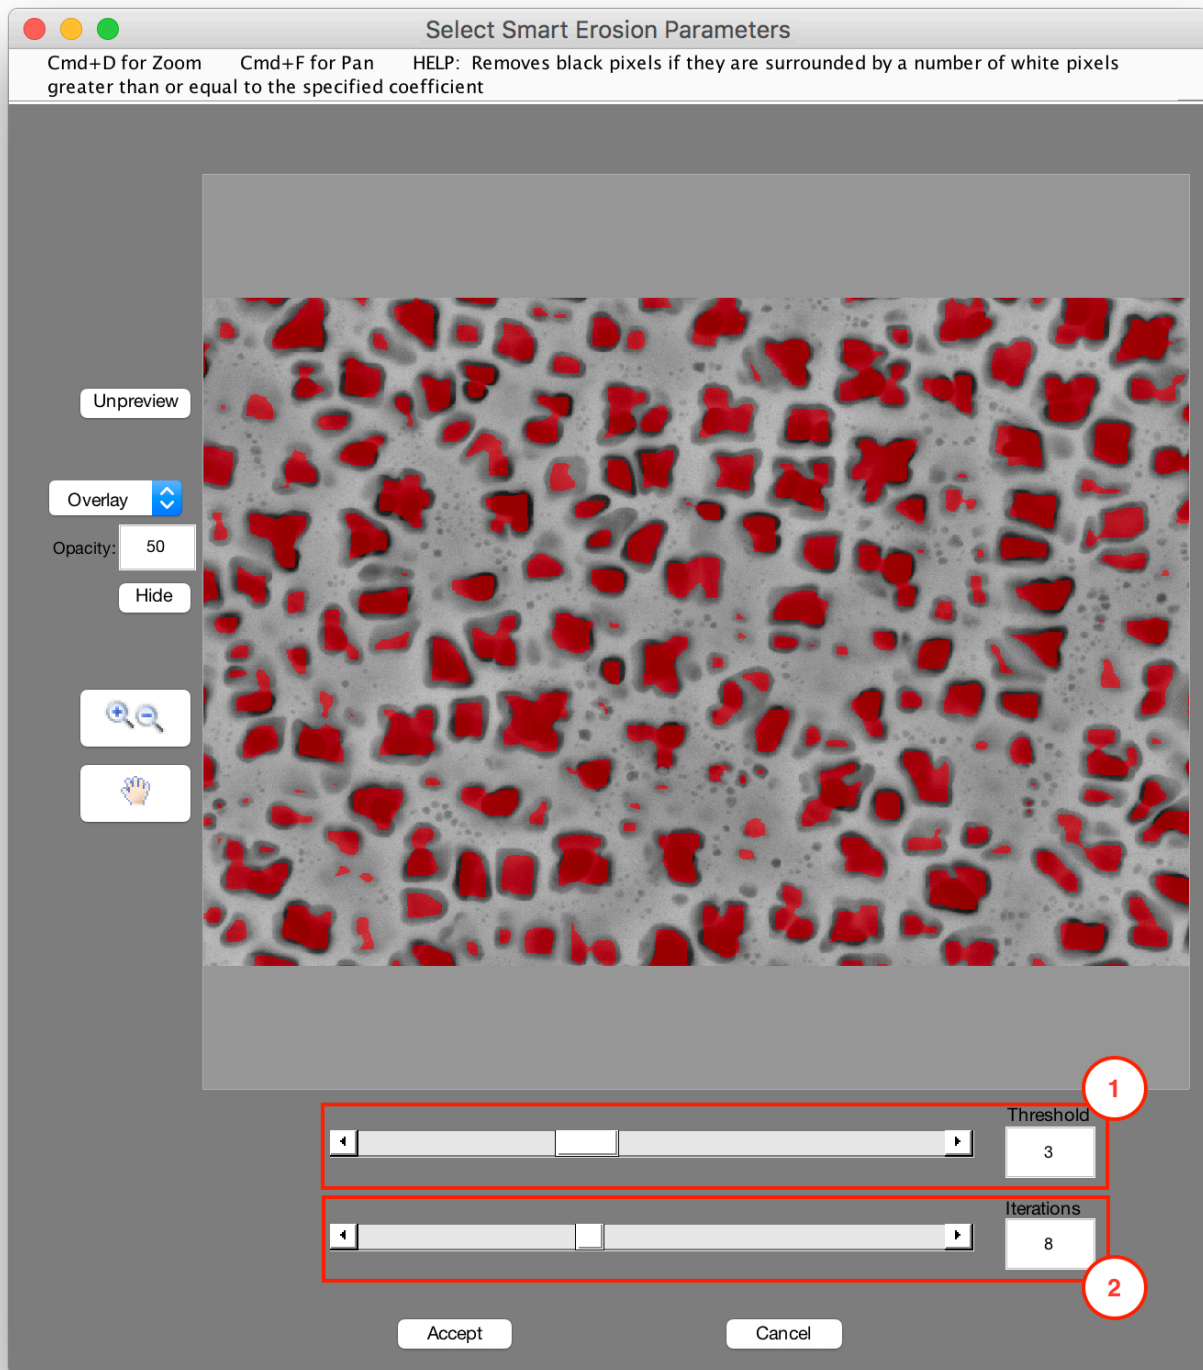 Select Smart Erosion Parameters
Cmd+D for Zoom Cmd+F for Pan HELP: Removes black pixels if they are surrounded by a number of white pixels
greater than or equal to the specified coefficient
Unpreview
Overlay
Opacity: 50
Hide
1
Threshold
3
Iterations
8
2
Accept Cancel